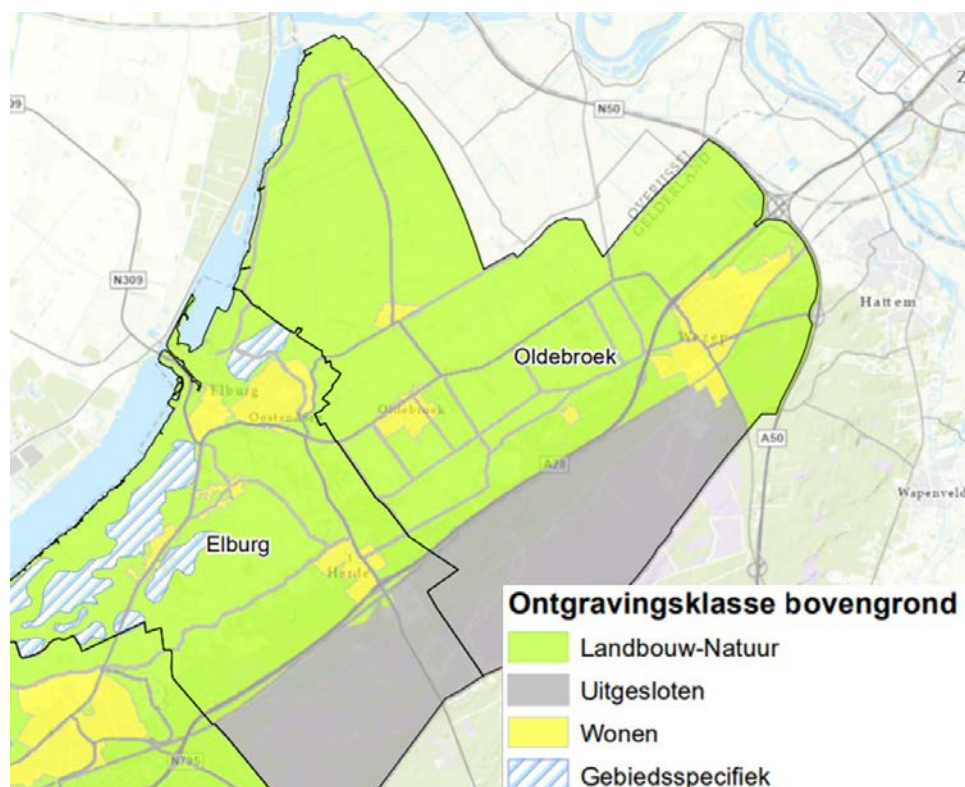 N50
Z
OVERIJSSEL
GELDERLAND
N309
Hattem
Wezep
Oldebroek
Elburg
Oostendorp
Oldebroek
A50
A28
Wapenveld
Elburg
't Harde
N795
Ontgravingsklasse bovengrond
Landbouw-Natuur
Uitgesloten
Wonen
Gebiedsspecifiek